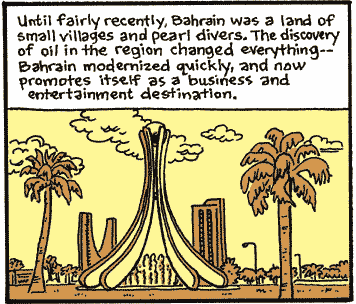 Until fairly recently, Bahrain was a land of
small villages and pearl divers. The discovery
of oil in the region changed everything--
Bahrain modernized quickly, and now
promotes itself as a business and
entertainment destination.